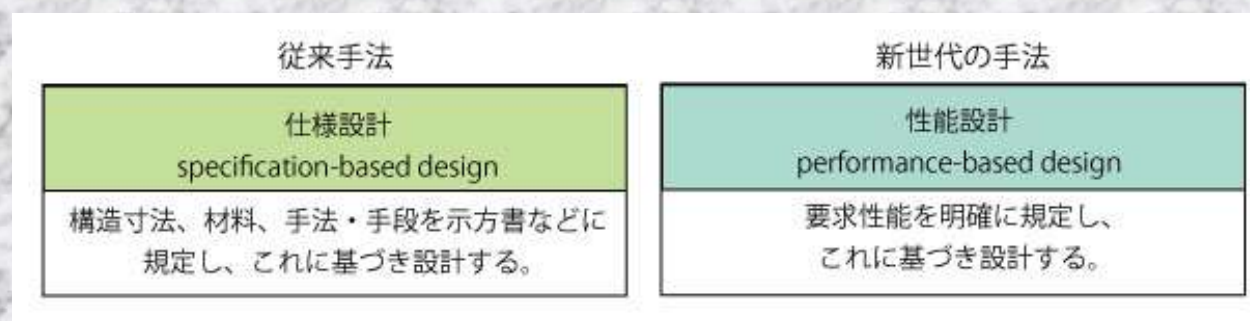 従来手法
仕様設計
specification-based design
構造寸法、材料、手法・手段を示方書などに
規定し、これに基づき設計する。
新世代の手法
性能設計
performance-based design
要求性能を明確に規定し、
これに基づき設計する。